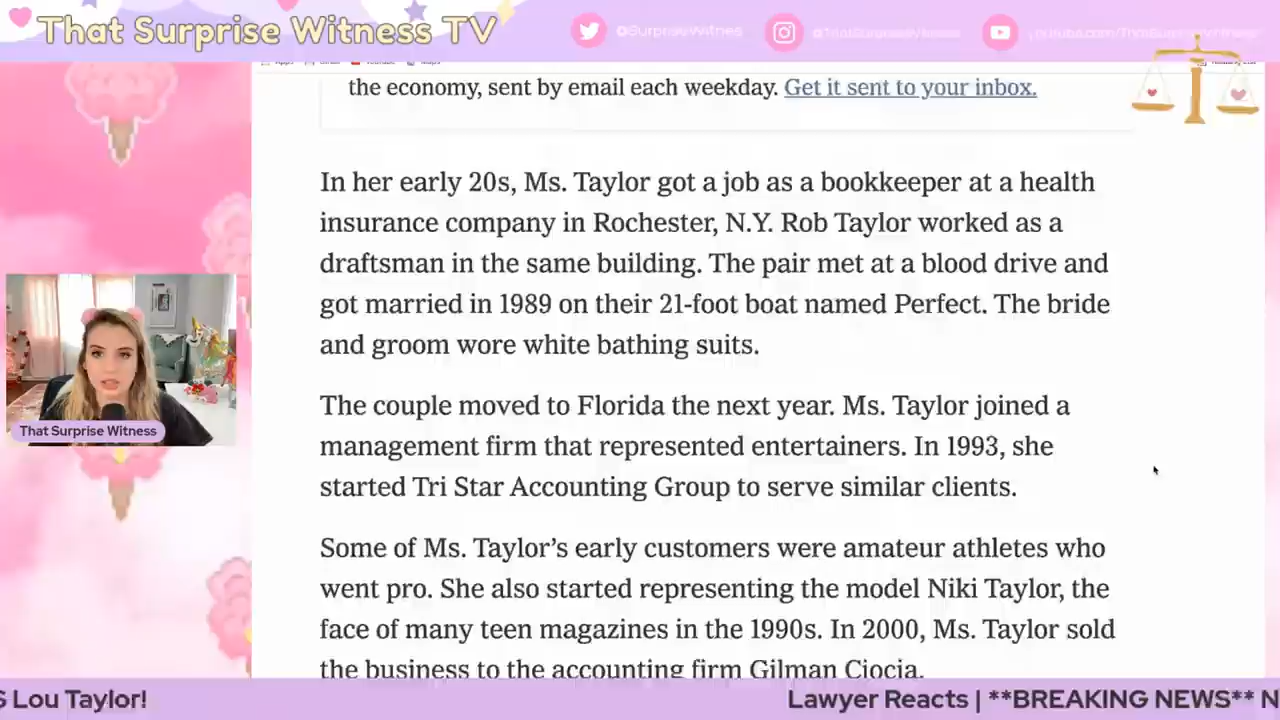 That Surprise Witness TV
@SurpriseWitnes
the economy, sent by email each weekday. Get it sent to your inbox.
In her early 20s, Ms. Taylor got a job as a bookkeeper at a health
insurance company in Rochester, N.Y. Rob Taylor worked as a
draftsman in the same building. The pair met at a blood drive and
got married in 1989 on their 21-foot boat named Perfect. The bride
and groom wore white bathing suits.
The couple moved to Florida the next year. Ms. Taylor joined a
management firm that represented entertainers. In 1993, she
started Tri Star Accounting Group to serve similar clients.
Some of Ms. Taylor’s early customers were amateur athletes who
went pro. She also started representing the model Niki Taylor, the
face of many teen magazines in the 1990s. In 2000, Ms. Taylor sold
the business to the accounting firm Gilman Ciocia.
That Surprise Witness
S Lou Taylor!
Lawyer Reacts | **BREAKING NEWS** N